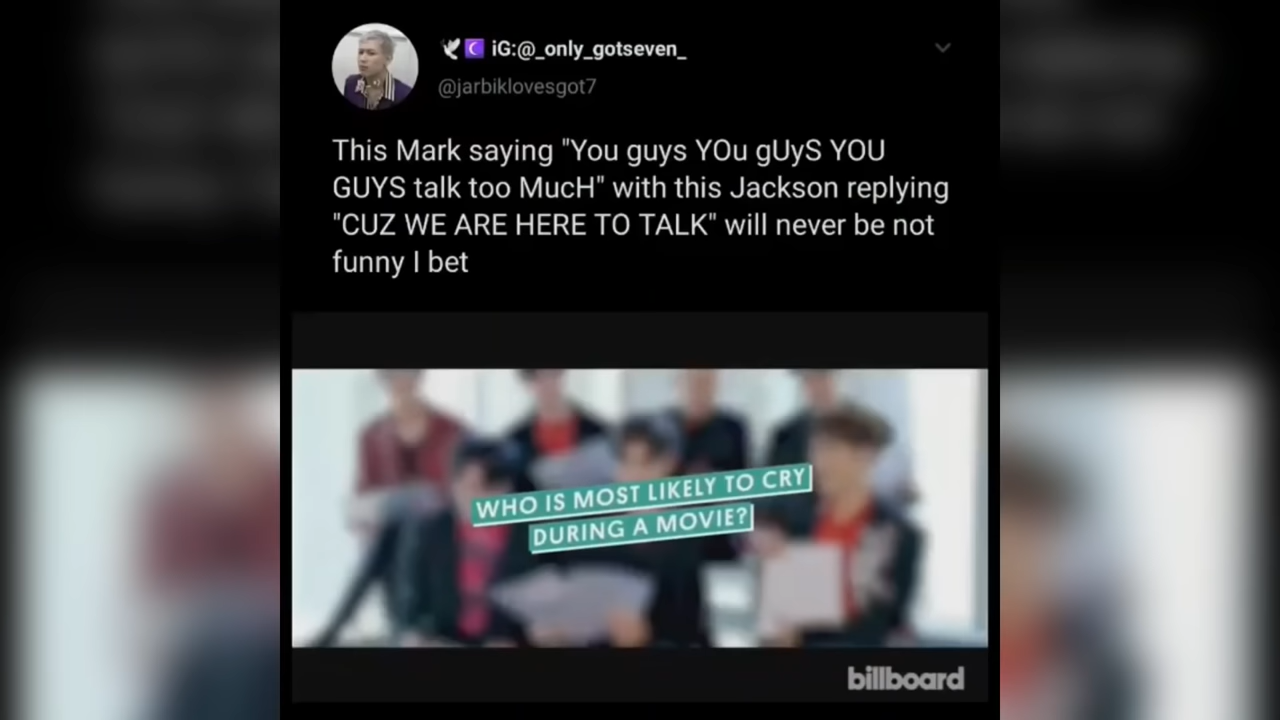 🕊☪ iG:@_only_gotseven_
@jarbiklovesgot7
This Mark saying "You guys YOu gUyS YOU
GUYS talk too MucH" with this Jackson replying
"CUZ WE ARE HERE TO TALK" will never be not
funny I bet
WHO IS MOST LIKELY TO CRY
DURING A MOVIE?
billboard